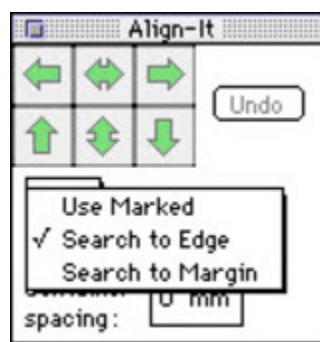 Align-It
Undo
Use Marked
√ Search to Edge
Search to Margin
0 mm
spacing: